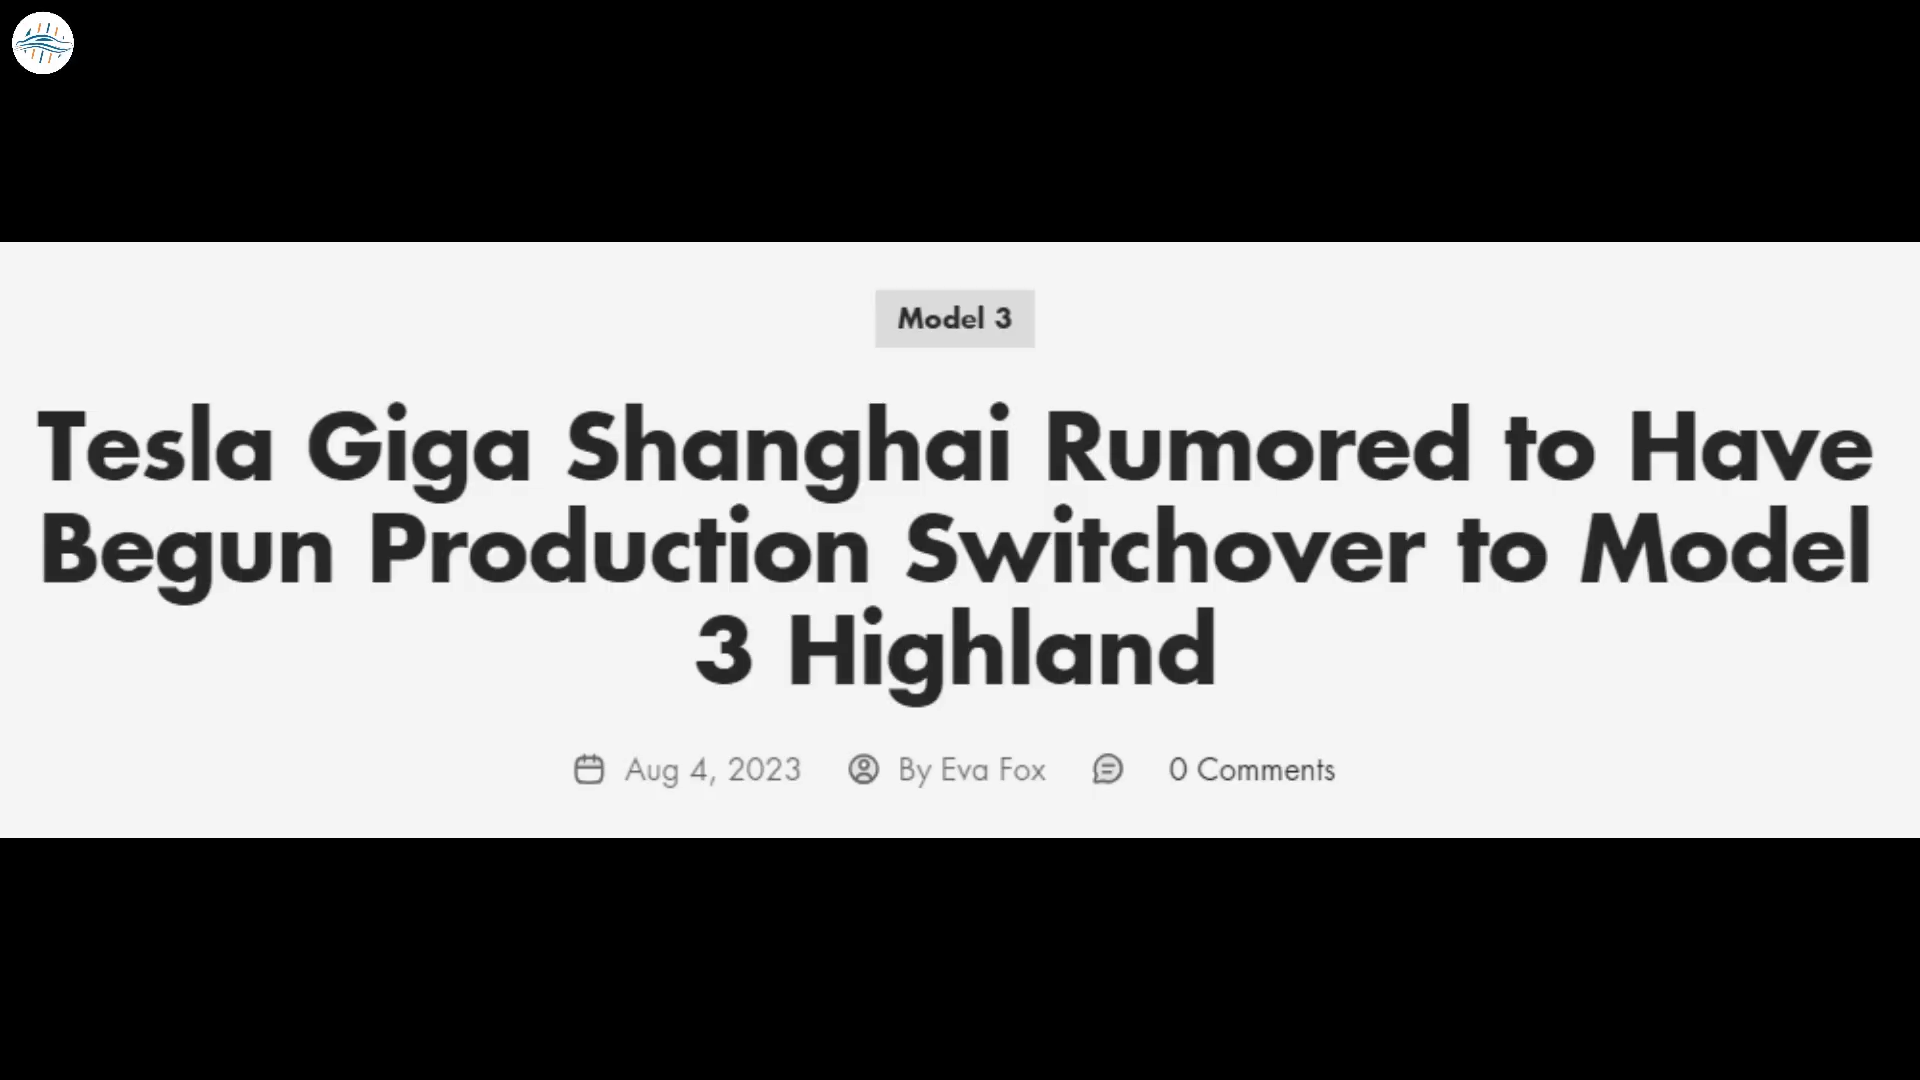 Model 3
Tesla Giga Shanghai Rumored to Have
Begun Production Switchover to Model
3 Highland
Aug 4, 2023 By Eva Fox 0 Comments